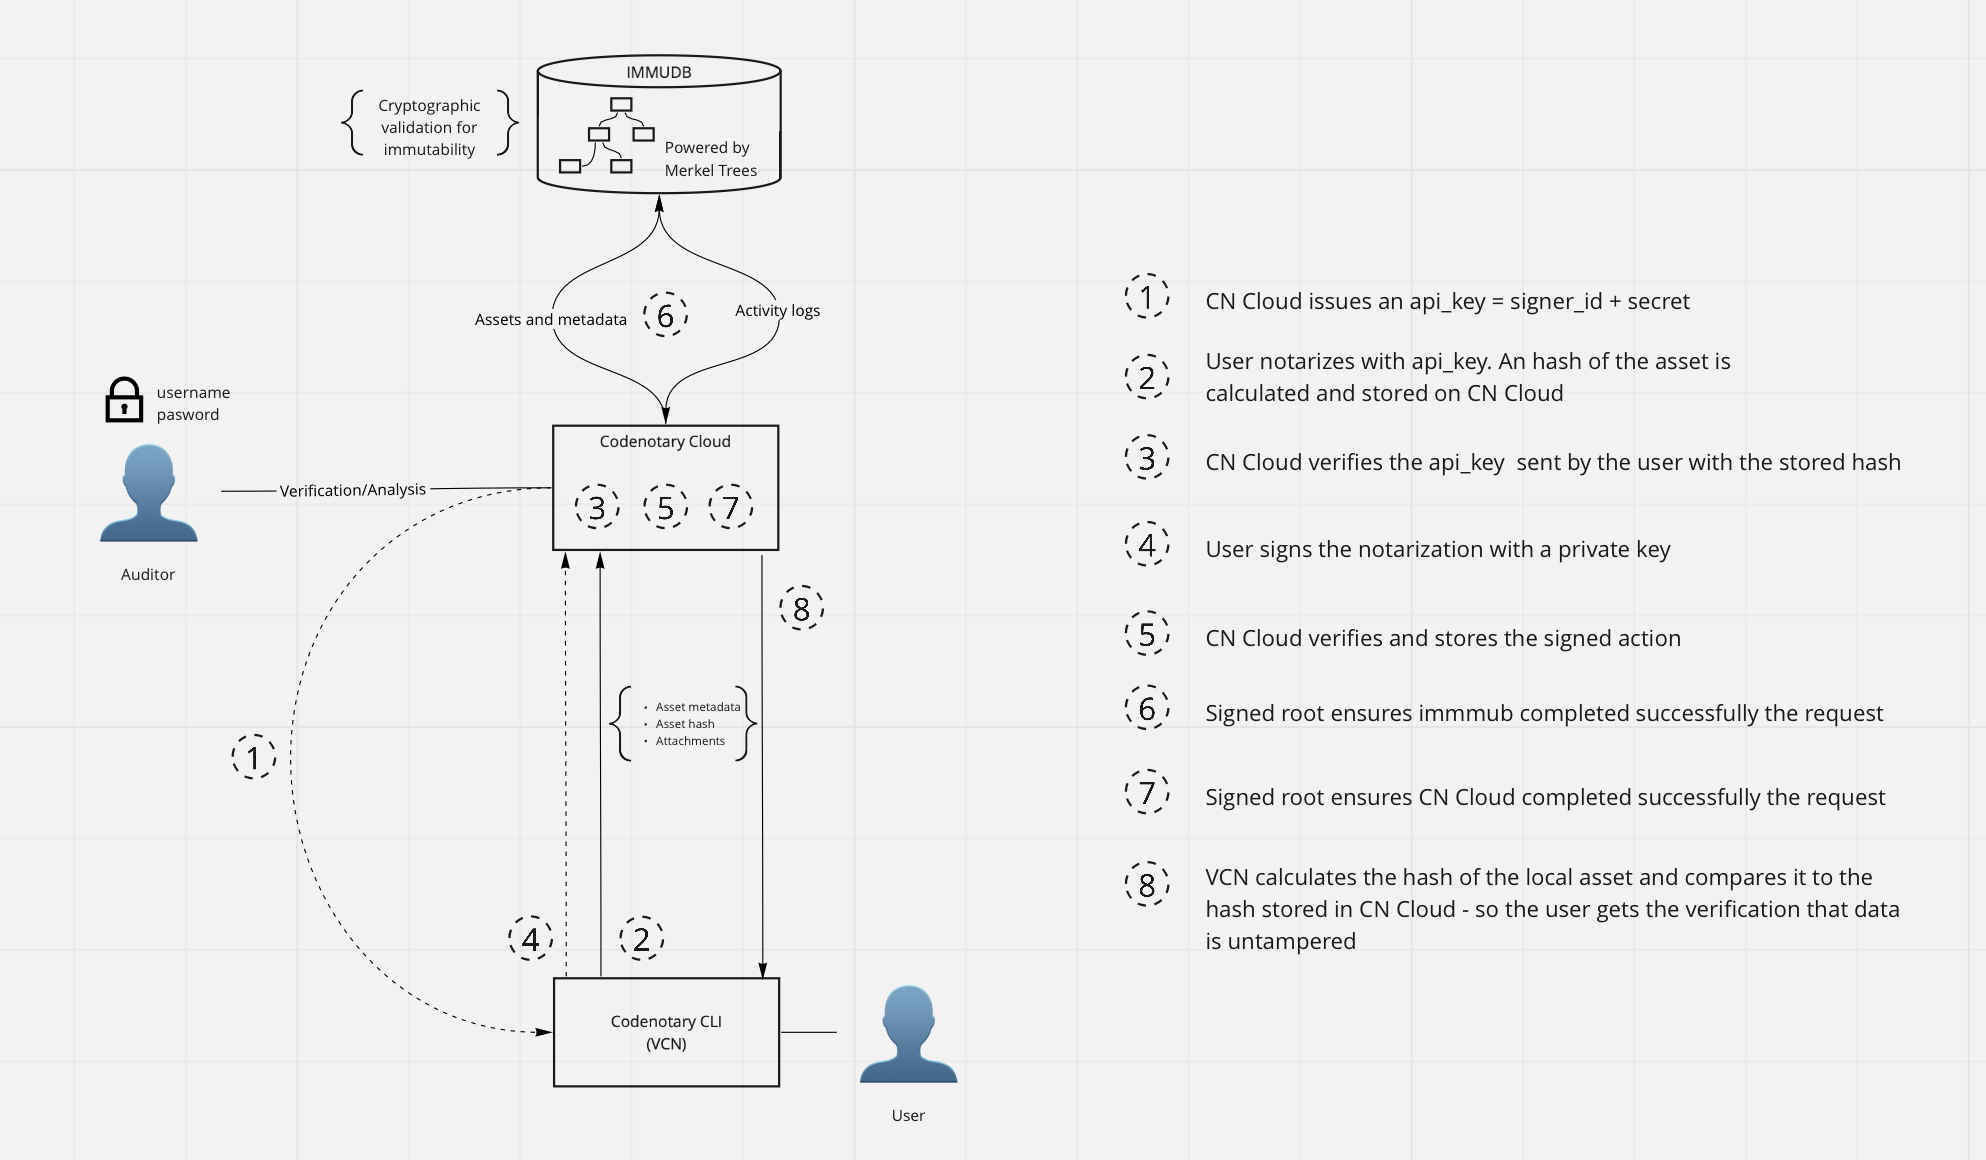 IMMUDB
Cryptographic
validation for
immutability
Powered by
Merkel Trees
Assets and metadata
6
Activity logs
username
pasword
Codenotary Cloud
Verification/Analysis
3 5 7
Auditor
8
• Asset metadata
• Asset hash
• Attachments
1
4 2
Codenotary CLI
(VCN)
User
1 CN Cloud issues an api_key = signer_id + secret
2 User notarizes with api_key. An hash of the asset is
calculated and stored on CN Cloud
3 CN Cloud verifies the api_key  sent by the user with the stored hash
4 User signs the notarization with a private key
5 CN Cloud verifies and stores the signed action
6 Signed root ensures immmub completed successfully the request
7 Signed root ensures CN Cloud completed successfully the request
8 VCN calculates the hash of the local asset and compares it to the
hash stored in CN Cloud - so the user gets the verification that data
is untampered